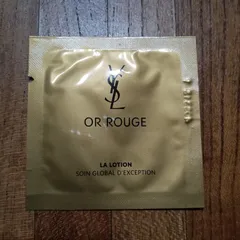 YSL
OR ROUGE
LA LOTION
SOIN GLOBAL D'EXCEPTION